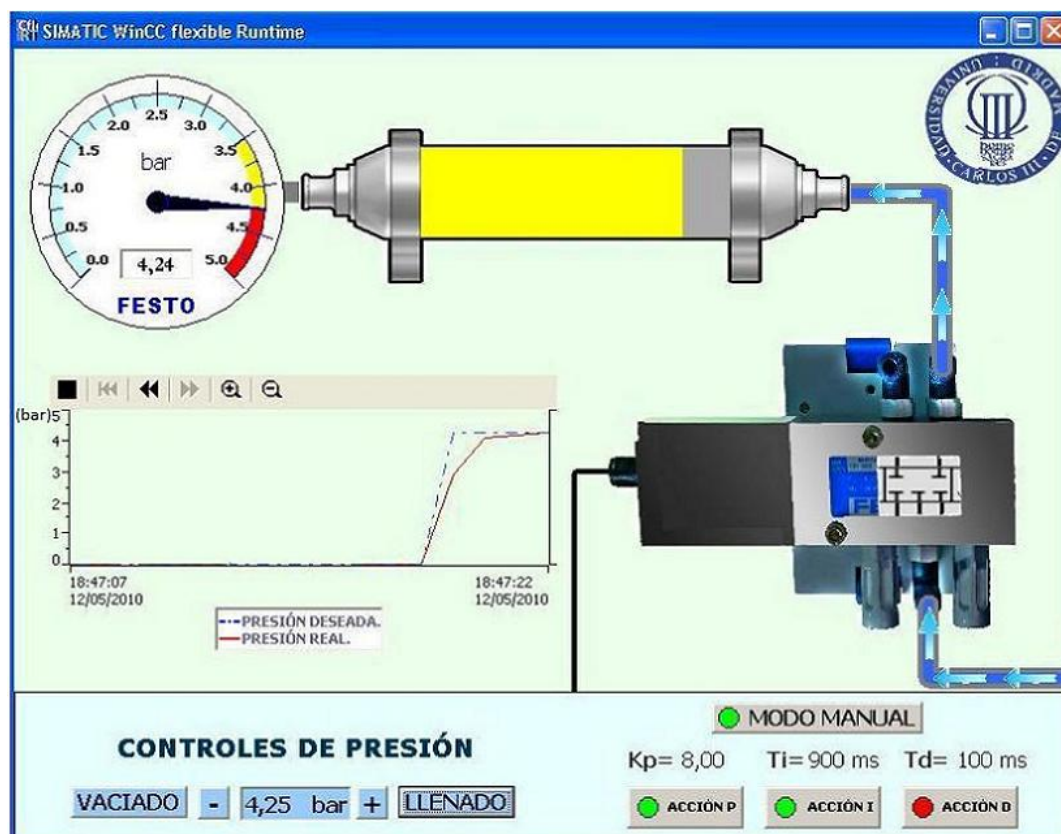 SIMATIC WinCC flexible Runtime
2.5
2.0 3.0
1.5 3.5
bar
1.0 4.0
0.5 4.5
0.0 5.0
4,24
FESTO
UNIVERSIDAD · CARLOS III · DE MADRID
(bar) 5
4
3
2
1
0
18:47:07 18:47:22
12/05/2010 12/05/2010
PRESIÓN DESEADA.
PRESIÓN REAL.
MODO MANUAL
CONTROLES DE PRESIÓN
Kp= 8,00 Ti= 900 ms Td= 100 ms
VACIADO - 4,25 bar + LLENADO
ACCIÓN P ACCIÓN I ACCIÓN D